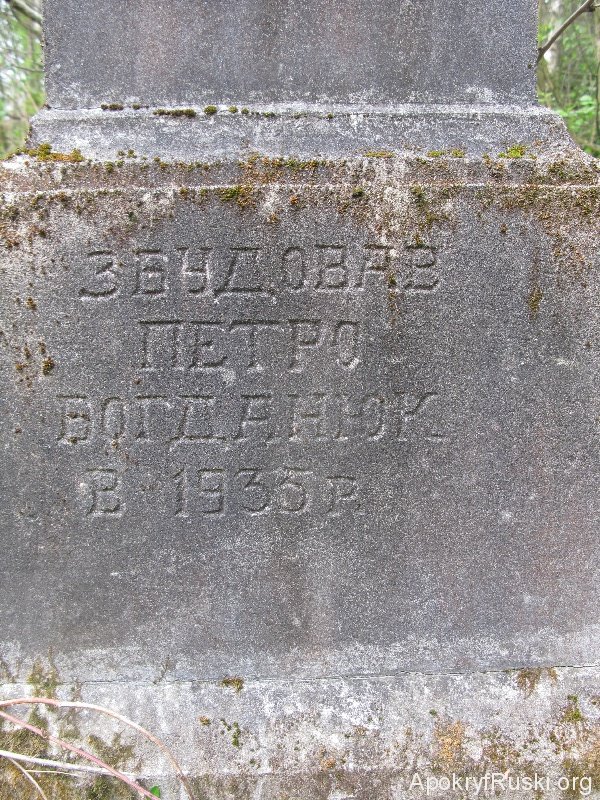 ЗБУДОВАВ
ПЕТРО
БОГДАНЮК
В 1935 р.
ApokryfRuski.org